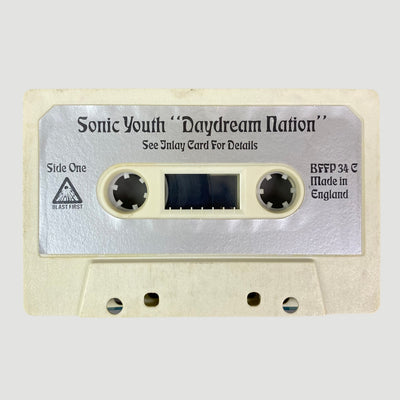 Sonic Youth "Daydream Nation"
See Inlay Card For Details
Side One
BLAST FIRST
BFFP 34 C
Made in
England